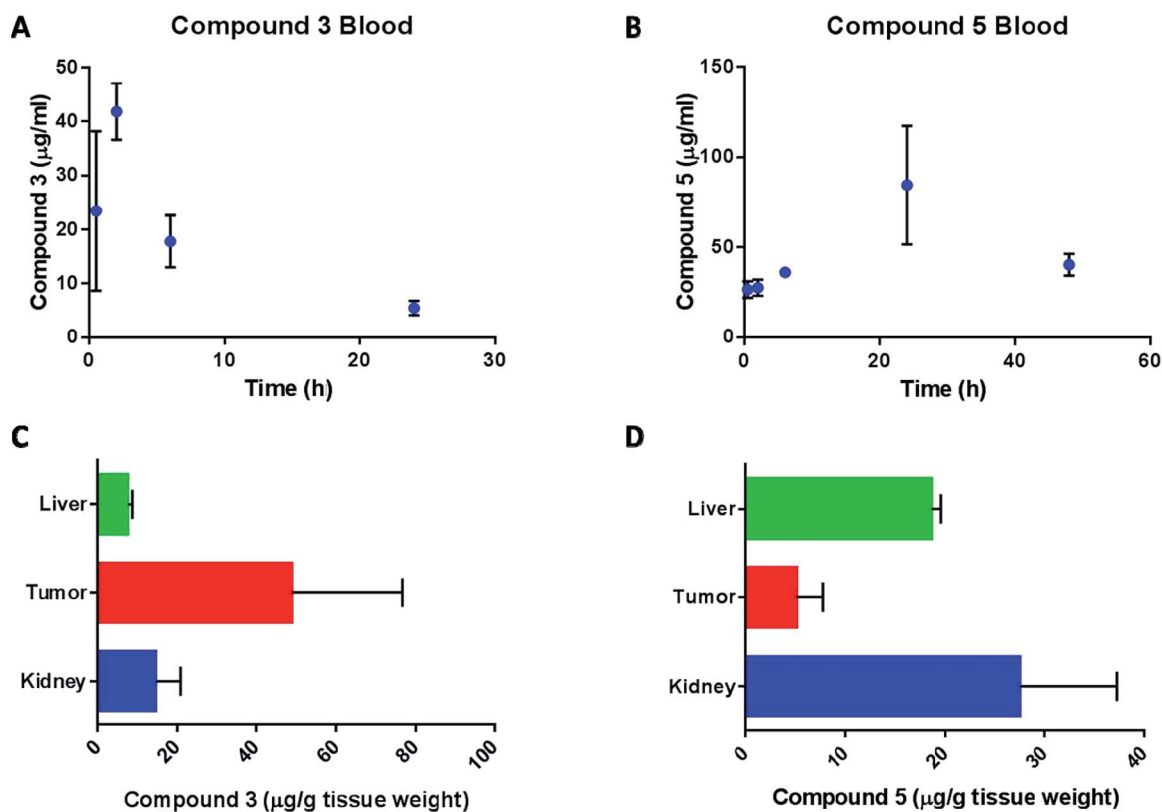 A
Compound 3 Blood
Compound 3 (μg/ml)
50
40
30
20
10
0
0 10 20 30
Time (h)
B
Compound 5 Blood
Compound 5 (μg/ml)
150
100
50
0
0 20 40 60
Time (h)
C
Liver
Tumor
Kidney
0 20 40 60 80 100
Compound 3 (μg/g tissue weight)
D
Liver
Tumor
Kidney
0 10 20 30 40
Compound 5 (μg/g tissue weight)